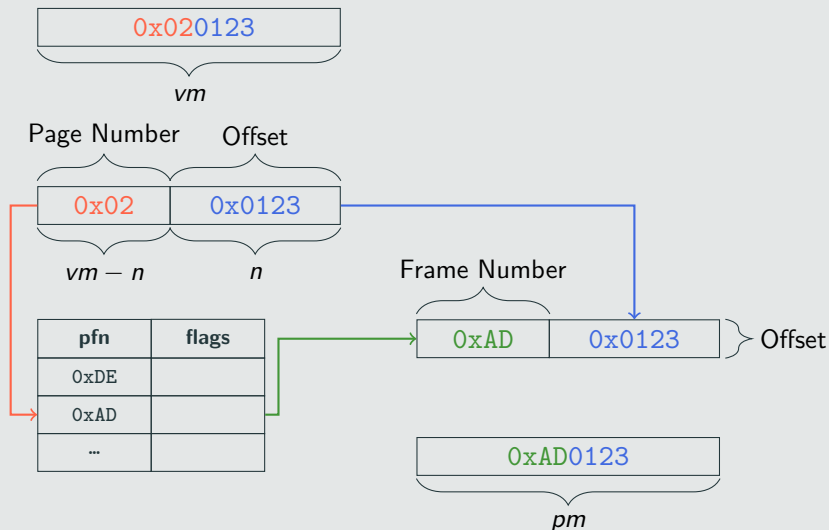 0x020123
vm
Page Number Offset
0x02 0x0123
vm − n n
Frame Number
pfn flags
0xAD 0x0123 Offset
0xDE
0xAD
...
0xAD0123
pm